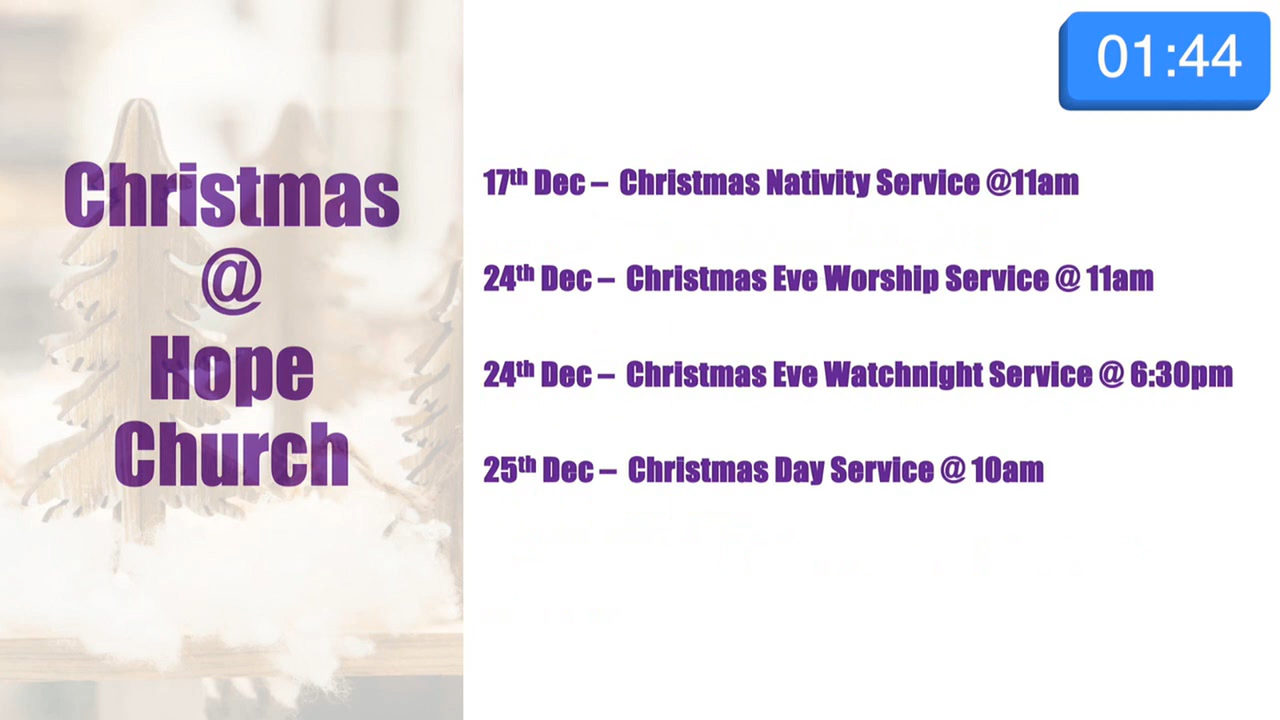 01:44
Christmas
@
Hope
Church
17th Dec – Christmas Nativity Service @11am
24th Dec – Christmas Eve Worship Service @ 11am
24th Dec – Christmas Eve Watchnight Service @ 6:30pm
25th Dec – Christmas Day Service @ 10am